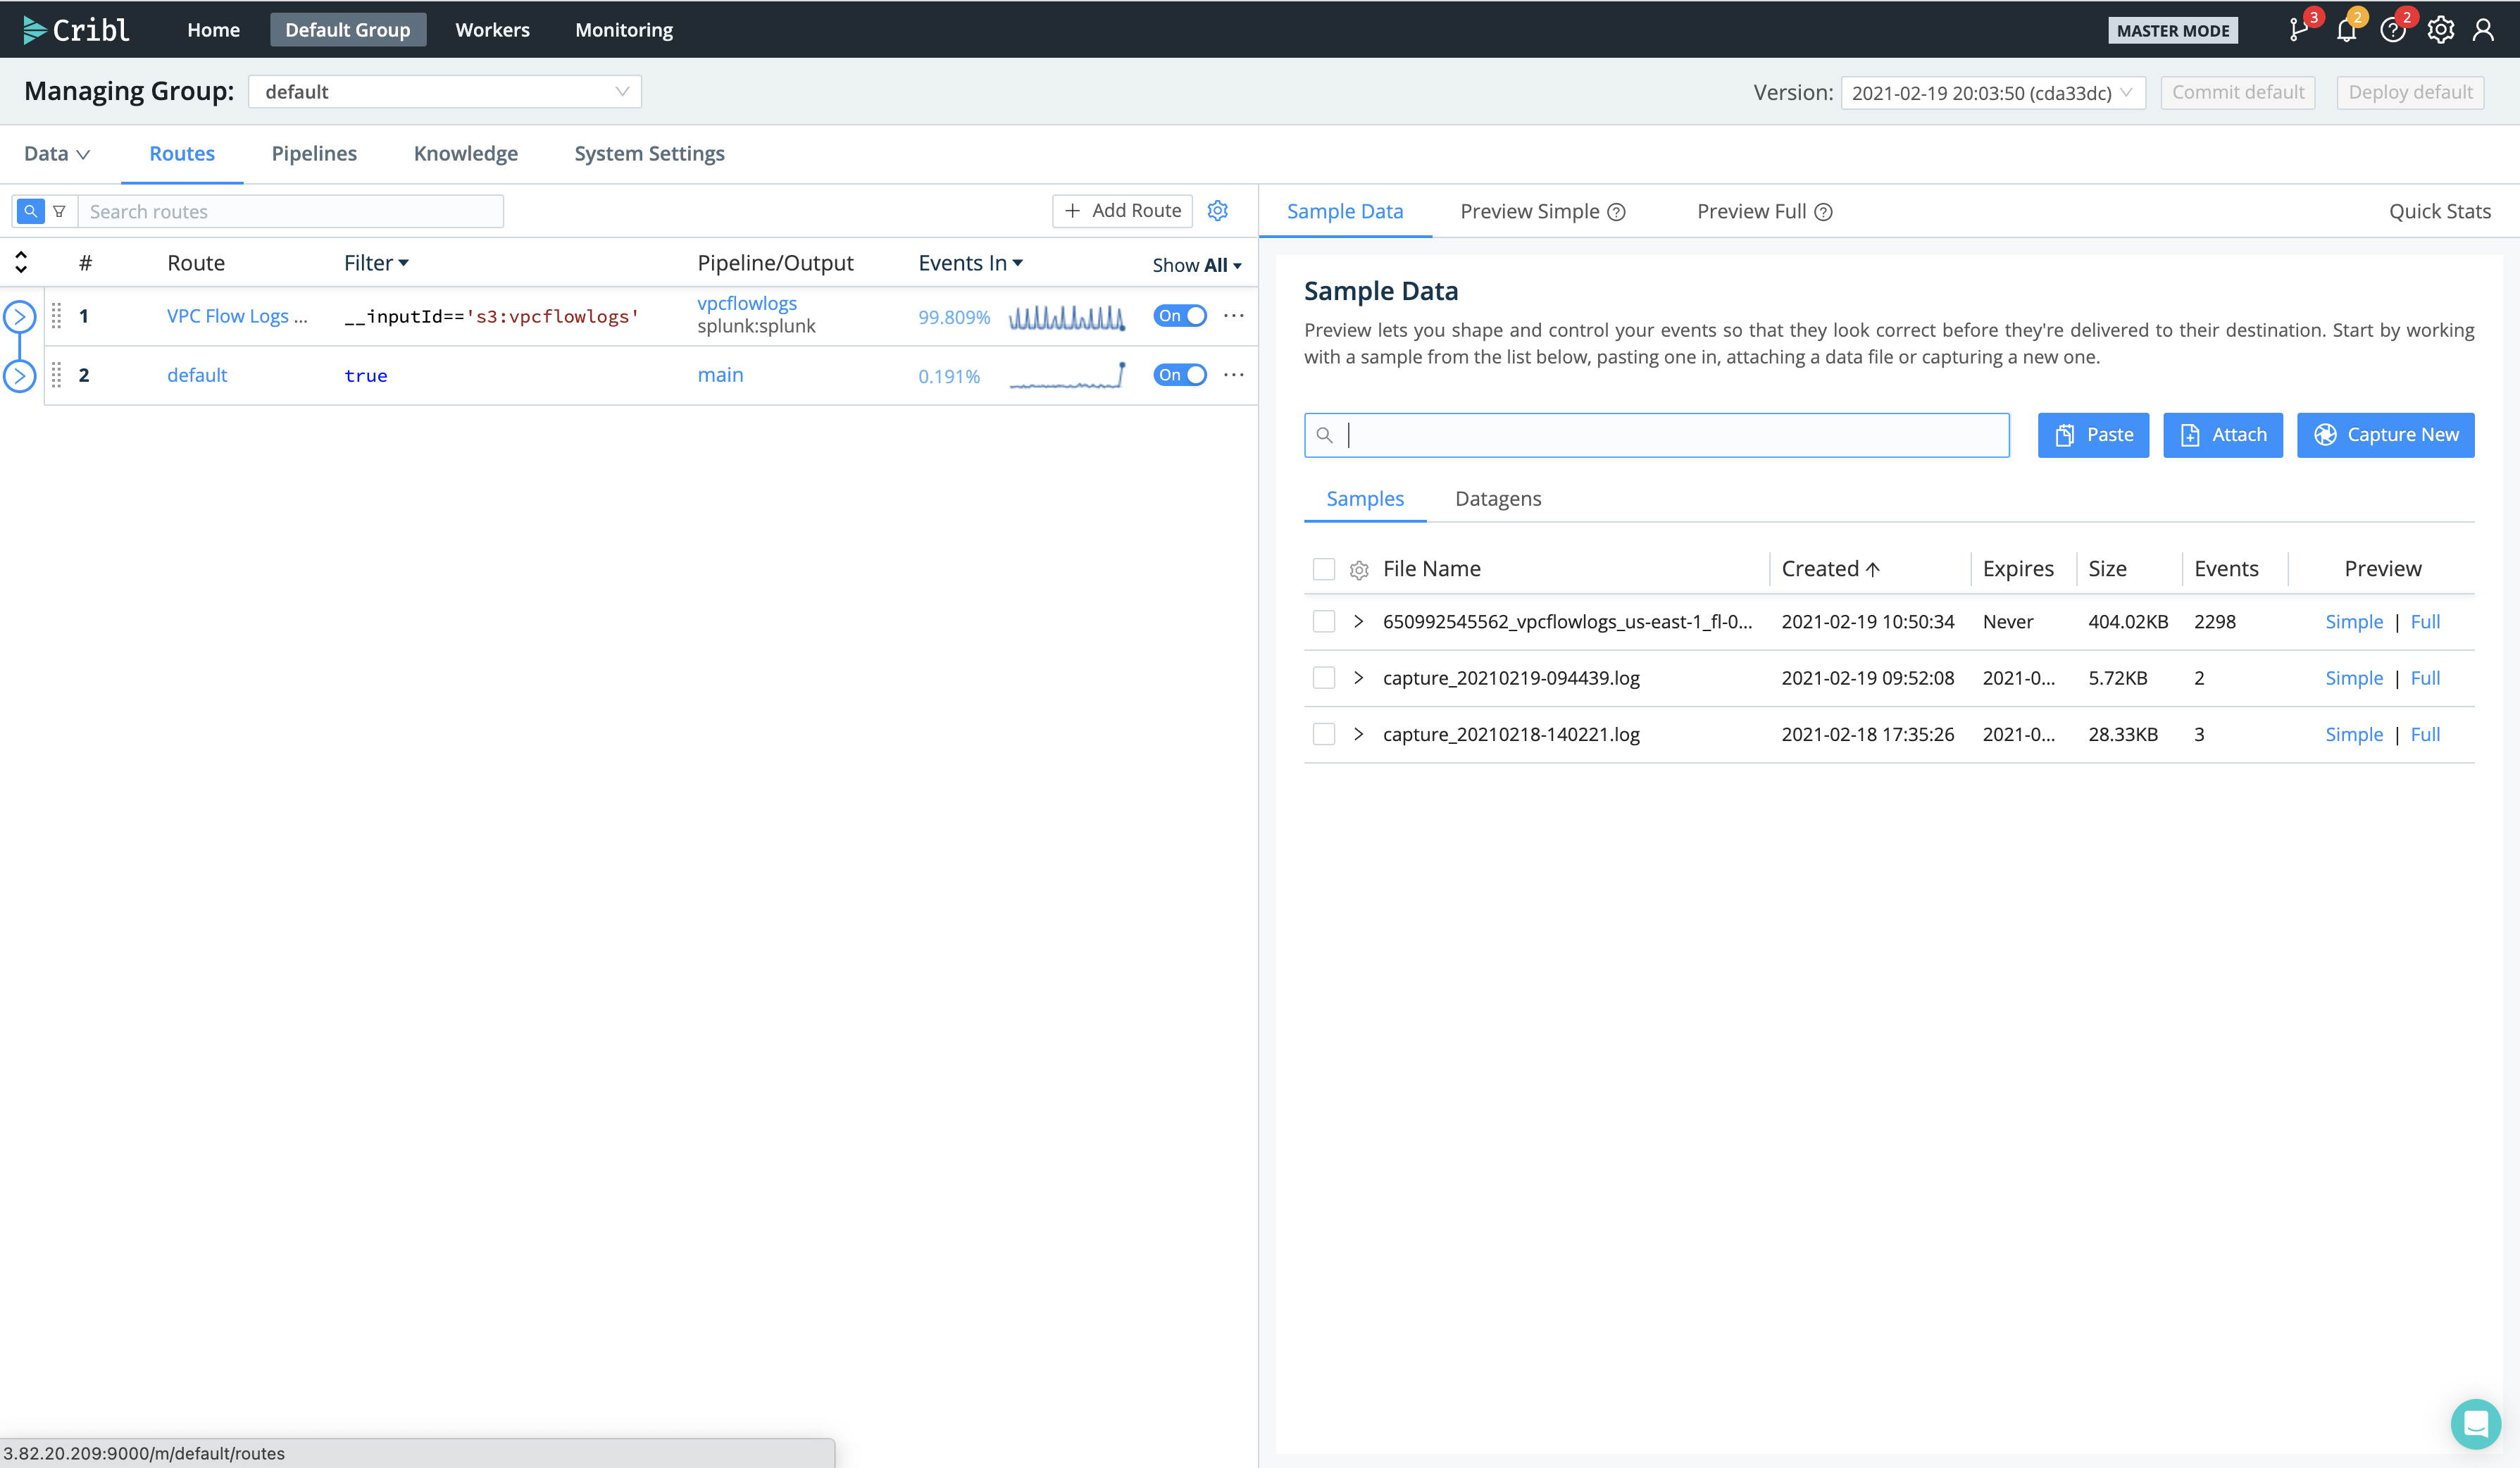 Cribl Home Default Group Workers Monitoring MASTER MODE 3 2 2
Managing Group: default Version: 2021-02-19 20:03:50 (cda33dc) Commit default Deploy default
Data Routes Pipelines Knowledge System Settings
Search routes + Add Route Sample Data Preview Simple ? Preview Full ? Quick Stats
# Route Filter Pipeline/Output Events In Show All
1 VPC Flow Logs ... __inputId=='s3:vpcflowlogs' vpcflowlogs 99.809% On ...
splunk:splunk
2 default true main 0.191% On ...
Sample Data
Preview lets you shape and control your events so that they look correct before they're delivered to their destination. Start by working
with a sample from the list below, pasting one in, attaching a data file or capturing a new one.
Paste Attach Capture New
Samples Datagens
File Name Created Expires Size Events Preview
650992545562_vpcflowlogs_us-east-1_fl-0... 2021-02-19 10:50:34 Never 404.02KB 2298 Simple | Full
capture_20210219-094439.log 2021-02-19 09:52:08 2021-0... 5.72KB 2 Simple | Full
capture_20210218-140221.log 2021-02-18 17:35:26 2021-0... 28.33KB 3 Simple | Full
3.82.20.209:9000/m/default/routes